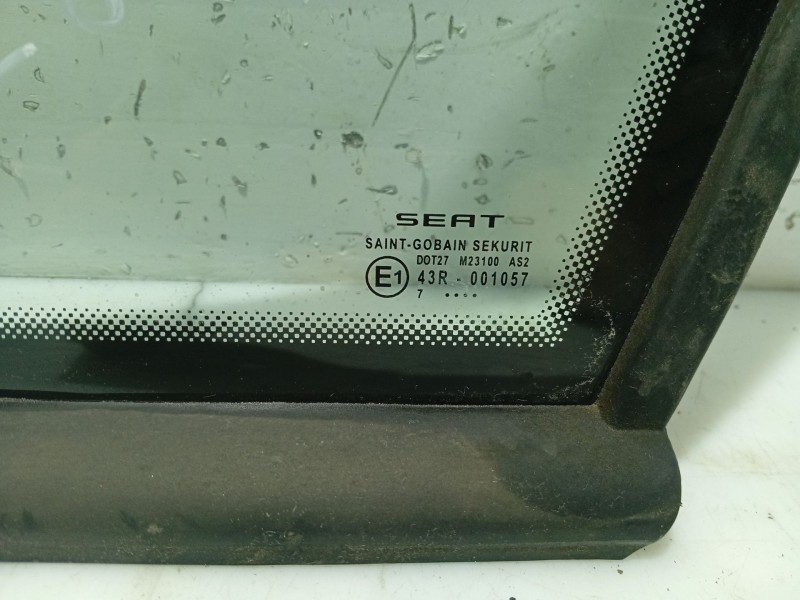 SEAT
SAINT-GOBAIN SEKURIT
DOT27 M23100 AS2
E1 43R - 001057
7 ••••